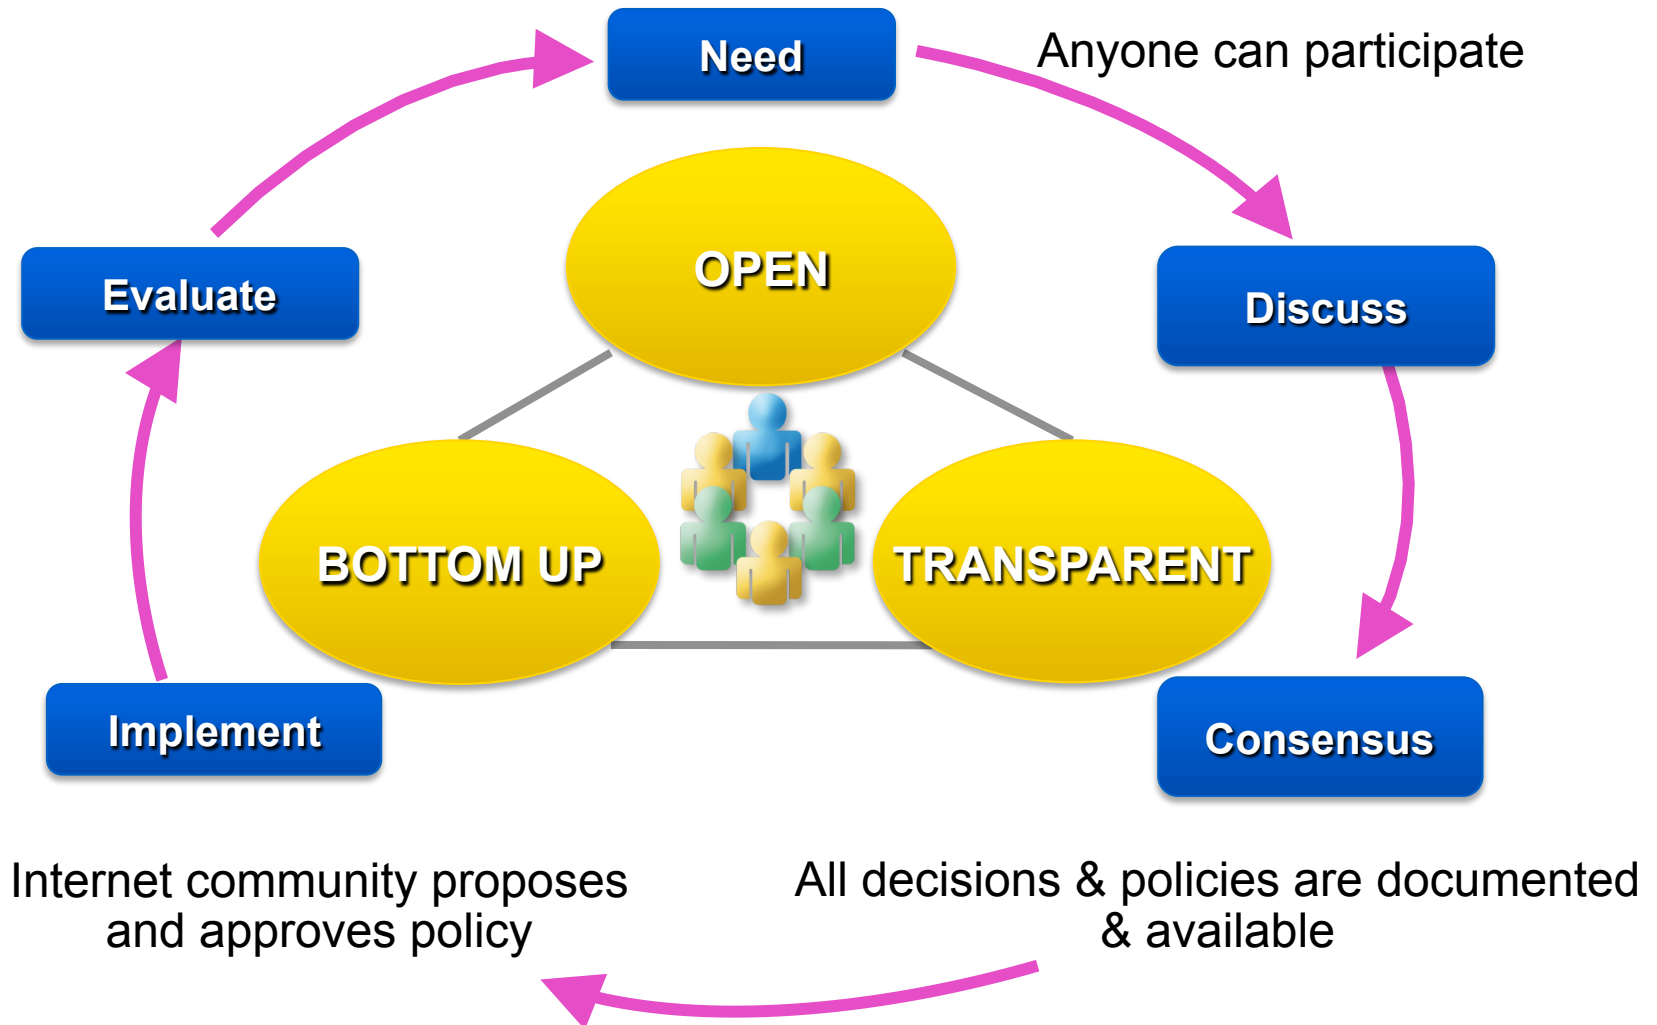 Need
Anyone can participate
OPEN
Evaluate
Discuss
BOTTOM UP
TRANSPARENT
Implement
Consensus
Internet community proposes
and approves policy
All decisions & policies are documented
& available